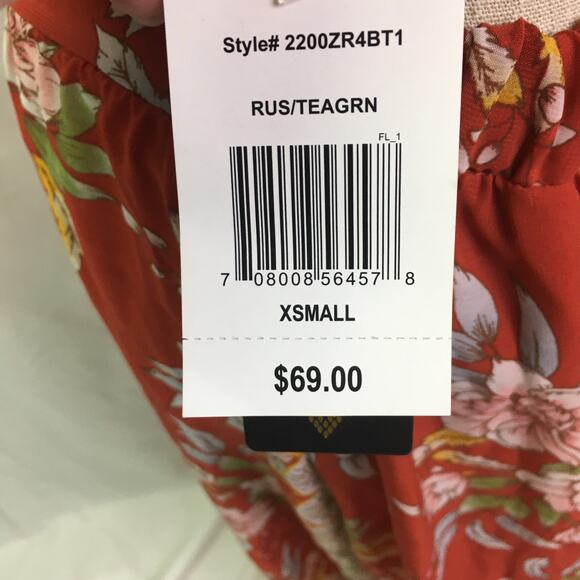 Style# 2200ZR4BT1
RUS/TEAGRN
FL_1
7 08008 56457 8
XSMALL
$69.00